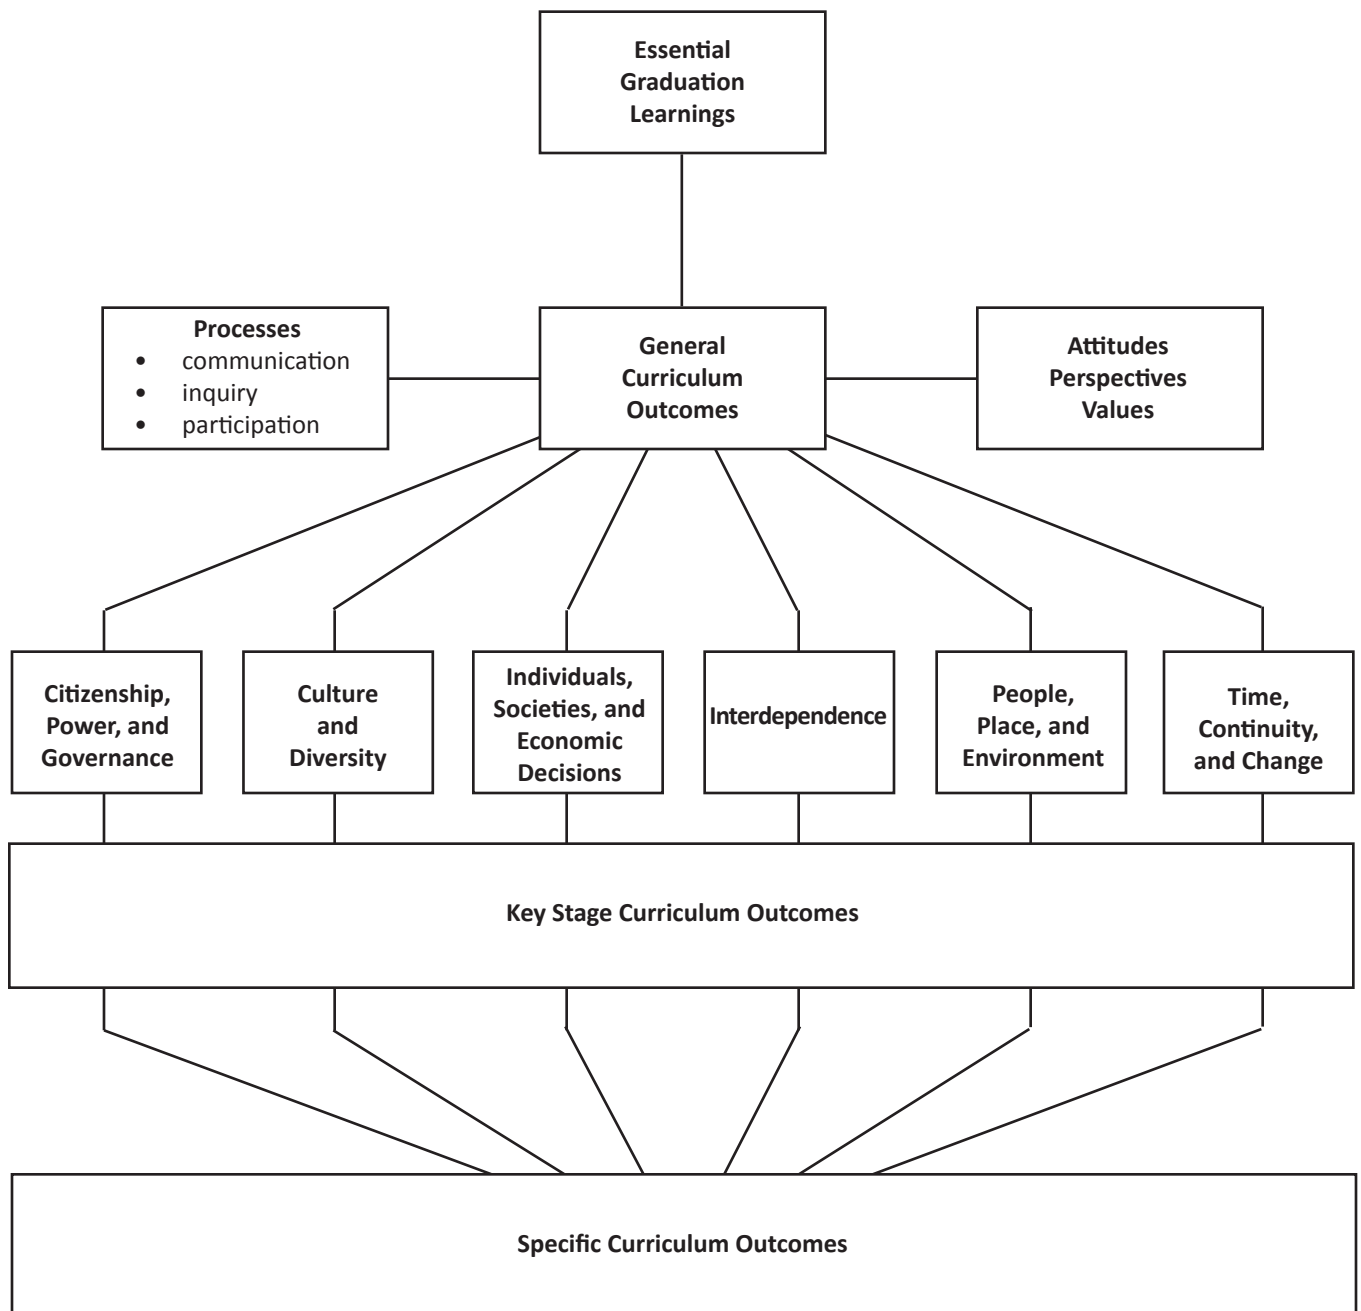 Essential
Graduation
Learnings
Processes
• communication
• inquiry
• participation
General
Curriculum
Outcomes
Attitudes
Perspectives
Values
Citizenship,
Power, and
Governance
Culture
and
Diversity
Individuals,
Societies, and
Economic
Decisions
Interdependence
People,
Place, and
Environment
Time,
Continuity,
and Change
Key Stage Curriculum Outcomes
Specific Curriculum Outcomes